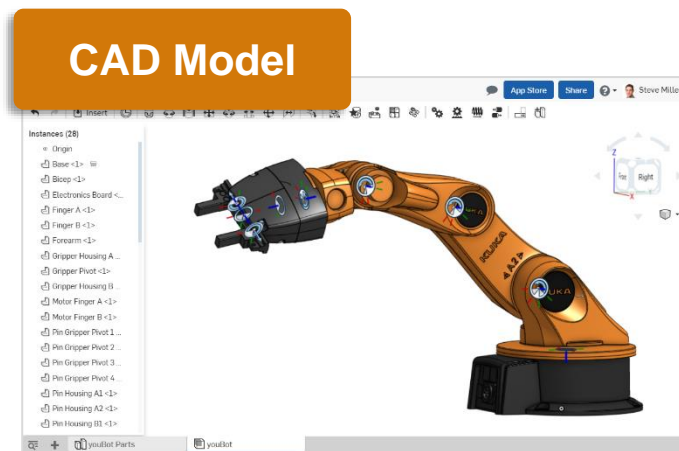 CAD Model
App Store Share Steve Mille
Insert
Instances (28)
Origin
Base <1>
Bicep <1>
Electronics Board <...
Finger A <1>
Finger B <1>
Forearm <1>
Gripper Housing A ...
Gripper Pivot <1>
Gripper Housing B ...
Motor Finger A <1>
Motor Finger B <1>
Pin Gripper Pivot 1 ...
Pin Gripper Pivot 2 ...
Pin Gripper Pivot 3 ...
Pin Gripper Pivot 4 ...
Pin Housing A1 <1>
Pin Housing A2 <1>
Pin Housing B1 <1>
Z
Right
X
KUKA
A2
UKA
youBot Parts youBot